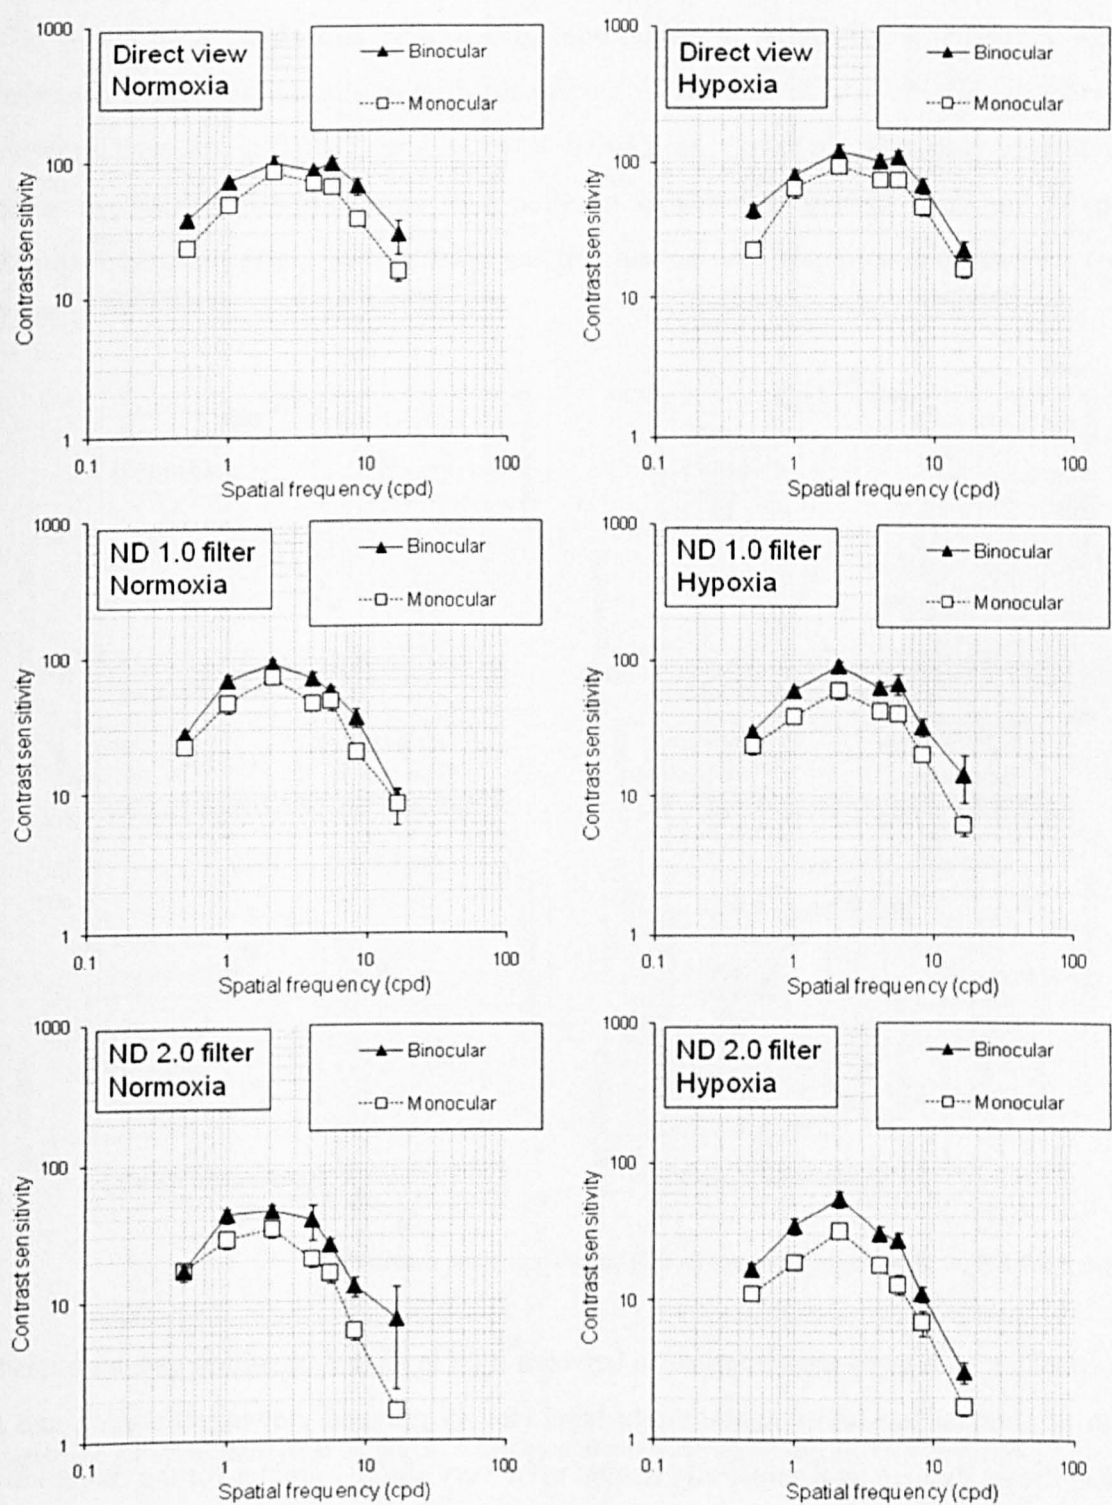 1000
Direct view
Normoxia
Binocular
Monocular
100
10
1
0.1
1
10
100
Contrast sensitivity
Spatial frequency (cpd)
1000
Direct view
Hypoxia
Binocular
Monocular
100
10
1
0.1
1
10
100
Contrast sensitivity
Spatial frequency (cpd)
1000
ND 1.0 filter
Normoxia
Binocular
Monocular
100
10
1
0.1
1
10
100
Contrast sensitivity
Spatial frequency (cpd)
1000
ND 1.0 filter
Hypoxia
Binocular
Monocular
100
10
1
0.1
1
10
100
Contrast sensitivity
Spatial frequency (cpd)
1000
ND 2.0 filter
Normoxia
Binocular
Monocular
100
10
1
0.1
1
10
100
Contrast sensitivity
Spatial frequency (cpd)
1000
ND 2.0 filter
Hypoxia
Binocular
Monocular
100
10
1
0.1
1
10
100
Contrast sensitivity
Spatial frequency (cpd)